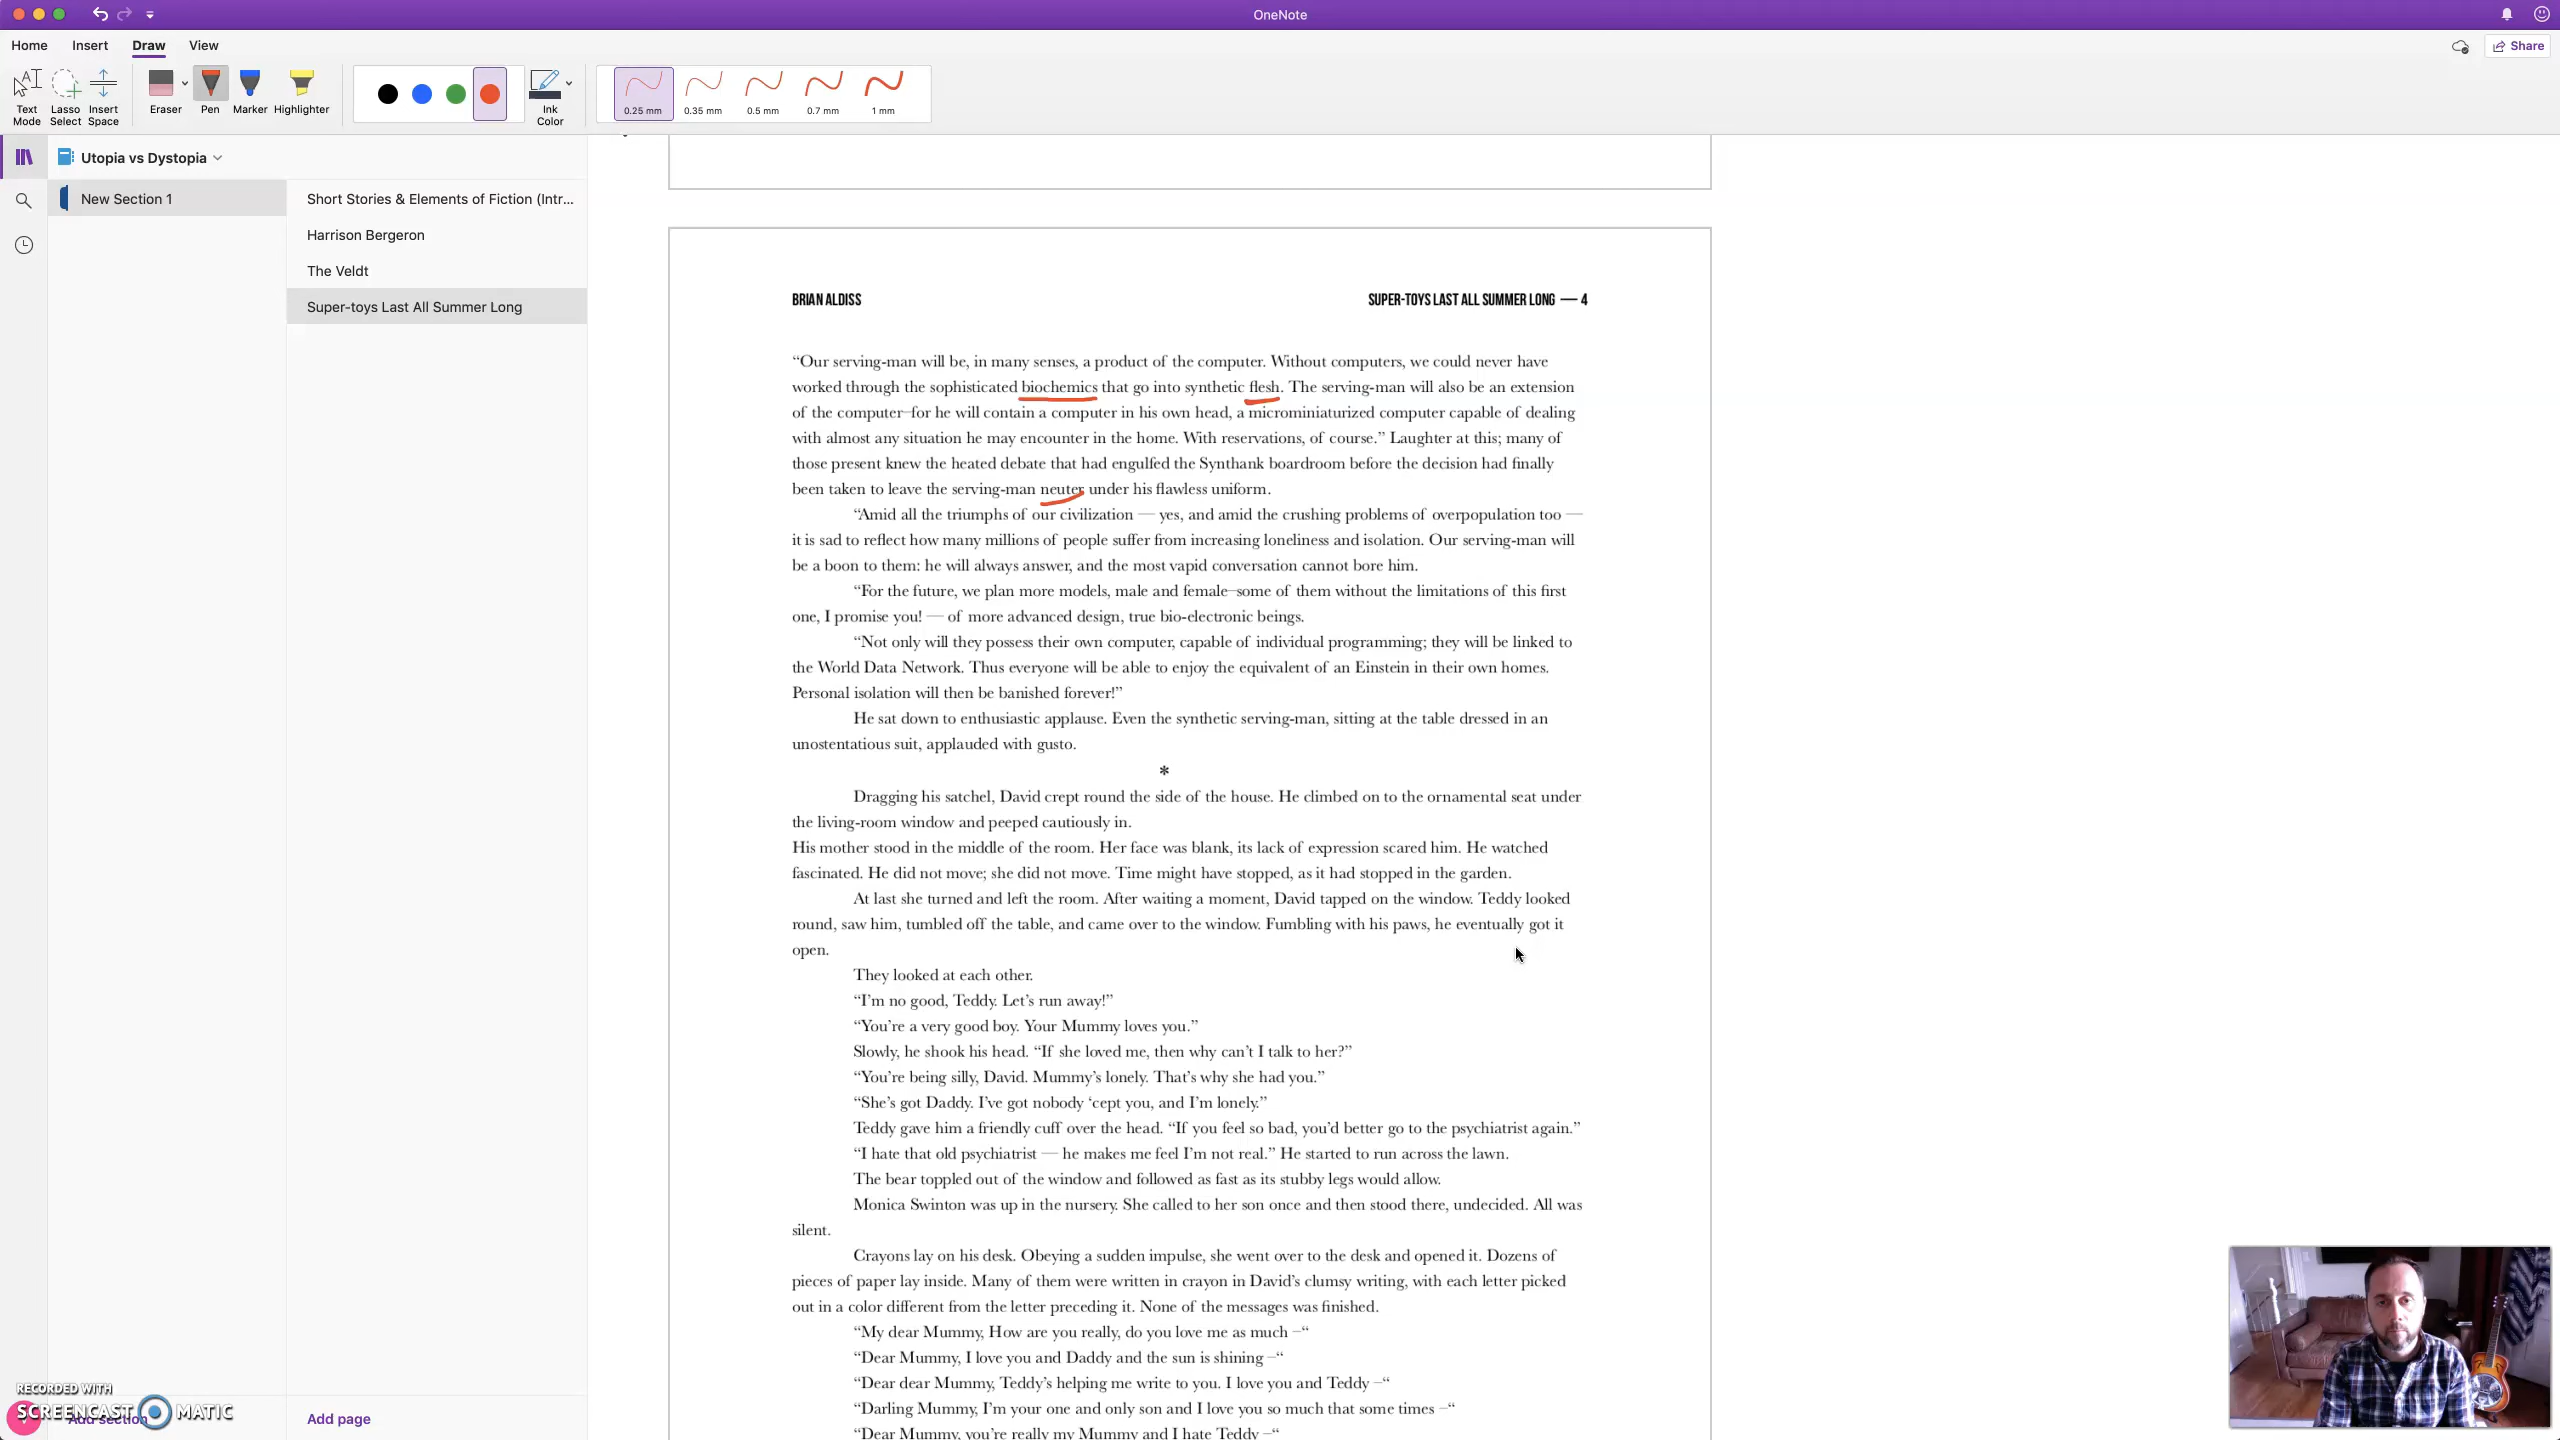 OneNote
Home Insert Draw View
Share
Text Mode
Lasso Select
Insert Space
Eraser
Pen
Marker
Highlighter
Ink Color
0.25 mm
0.35 mm
0.5 mm
0.7 mm
1 mm
Utopia vs Dystopia
New Section 1
Short Stories & Elements of Fiction (Intr...
Harrison Bergeron
The Veldt
Super-toys Last All Summer Long
BRIAN ALDISS SUPER-TOYS LAST ALL SUMMER LONG — 4
“Our serving-man will be, in many senses, a product of the computer. Without computers, we could never have
worked through the sophisticated biochemics that go into synthetic flesh. The serving-man will also be an extension
of the computer–for he will contain a computer in his own head, a microminiaturized computer capable of dealing
with almost any situation he may encounter in the home. With reservations, of course.” Laughter at this; many of
those present knew the heated debate that had engulfed the Synthank boardroom before the decision had finally
been taken to leave the serving-man neuter under his flawless uniform.
“Amid all the triumphs of our civilization — yes, and amid the crushing problems of overpopulation too —
it is sad to reflect how many millions of people suffer from increasing loneliness and isolation. Our serving-man will
be a boon to them: he will always answer, and the most vapid conversation cannot bore him.
“For the future, we plan more models, male and female–some of them without the limitations of this first
one, I promise you! — of more advanced design, true bio-electronic beings.
“Not only will they possess their own computer, capable of individual programming; they will be linked to
the World Data Network. Thus everyone will be able to enjoy the equivalent of an Einstein in their own homes.
Personal isolation will then be banished forever!”
He sat down to enthusiastic applause. Even the synthetic serving-man, sitting at the table dressed in an
unostentatious suit, applauded with gusto.
*
Dragging his satchel, David crept round the side of the house. He climbed on to the ornamental seat under
the living-room window and peeped cautiously in.
His mother stood in the middle of the room. Her face was blank, its lack of expression scared him. He watched
fascinated. He did not move; she did not move. Time might have stopped, as it had stopped in the garden.
At last she turned and left the room. After waiting a moment, David tapped on the window. Teddy looked
round, saw him, tumbled off the table, and came over to the window. Fumbling with his paws, he eventually got it
open.
They looked at each other.
“I’m no good, Teddy. Let’s run away!”
“You’re a very good boy. Your Mummy loves you.”
Slowly, he shook his head. “If she loved me, then why can’t I talk to her?”
“You’re being silly, David. Mummy’s lonely. That’s why she had you.”
“She’s got Daddy. I’ve got nobody ‘cept you, and I’m lonely.”
Teddy gave him a friendly cuff over the head. “If you feel so bad, you’d better go to the psychiatrist again.”
“I hate that old psychiatrist — he makes me feel I’m not real.” He started to run across the lawn.
The bear toppled out of the window and followed as fast as its stubby legs would allow.
Monica Swinton was up in the nursery. She called to her son once and then stood there, undecided. All was
silent.
Crayons lay on his desk. Obeying a sudden impulse, she went over to the desk and opened it. Dozens of
pieces of paper lay inside. Many of them were written in crayon in David’s clumsy writing, with each letter picked
out in a color different from the letter preceding it. None of the messages was finished.
“My dear Mummy, How are you really, do you love me as much –“
“Dear Mummy, I love you and Daddy and the sun is shining –“
“Dear dear Mummy, Teddy’s helping me write to you. I love you and Teddy –“
“Darling Mummy, I’m your one and only son and I love you so much that some times –“
“Dear Mummy, you’re really my Mummy and I hate Teddy –“
RECORDED WITH
SCREENCAST MATIC
Add section
Add page